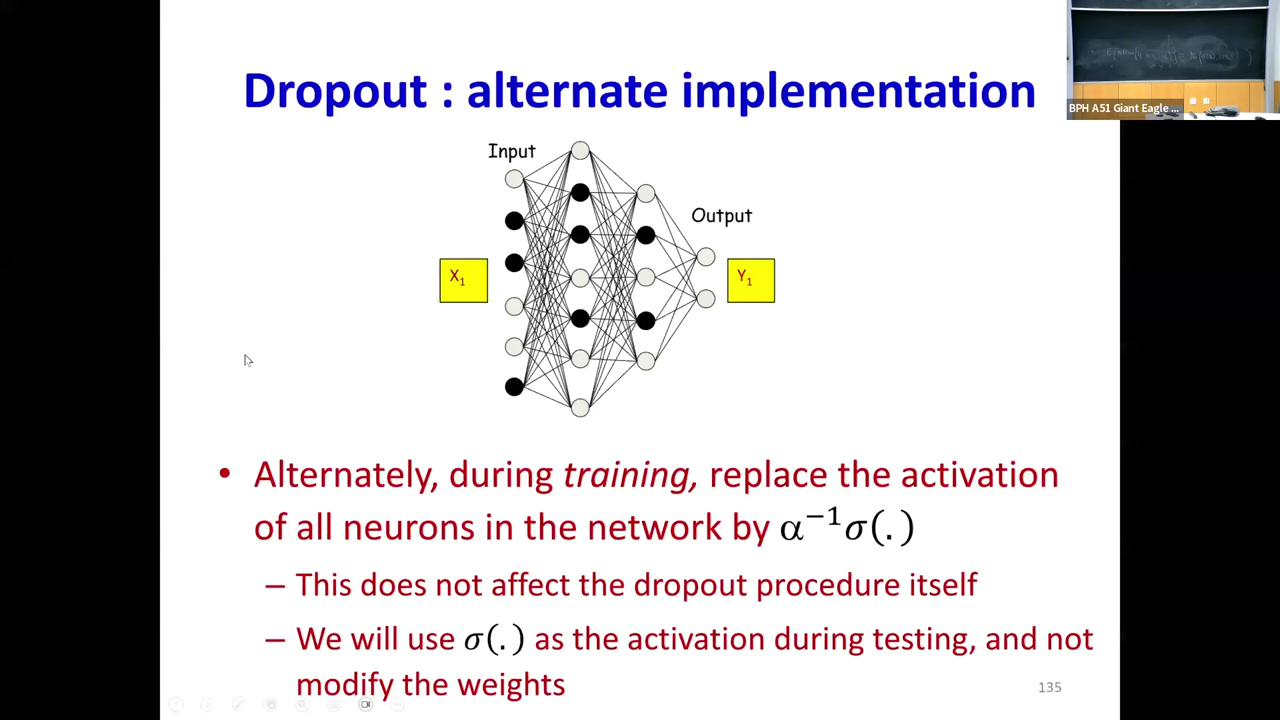 Dropout : alternate implementation
BPH A51 Giant Eagle ...
Input
Output
X₁
Y₁
• Alternately, during training, replace the activation
of all neurons in the network by α⁻¹σ(.)
– This does not affect the dropout procedure itself
– We will use σ(.) as the activation during testing, and not
modify the weights
135